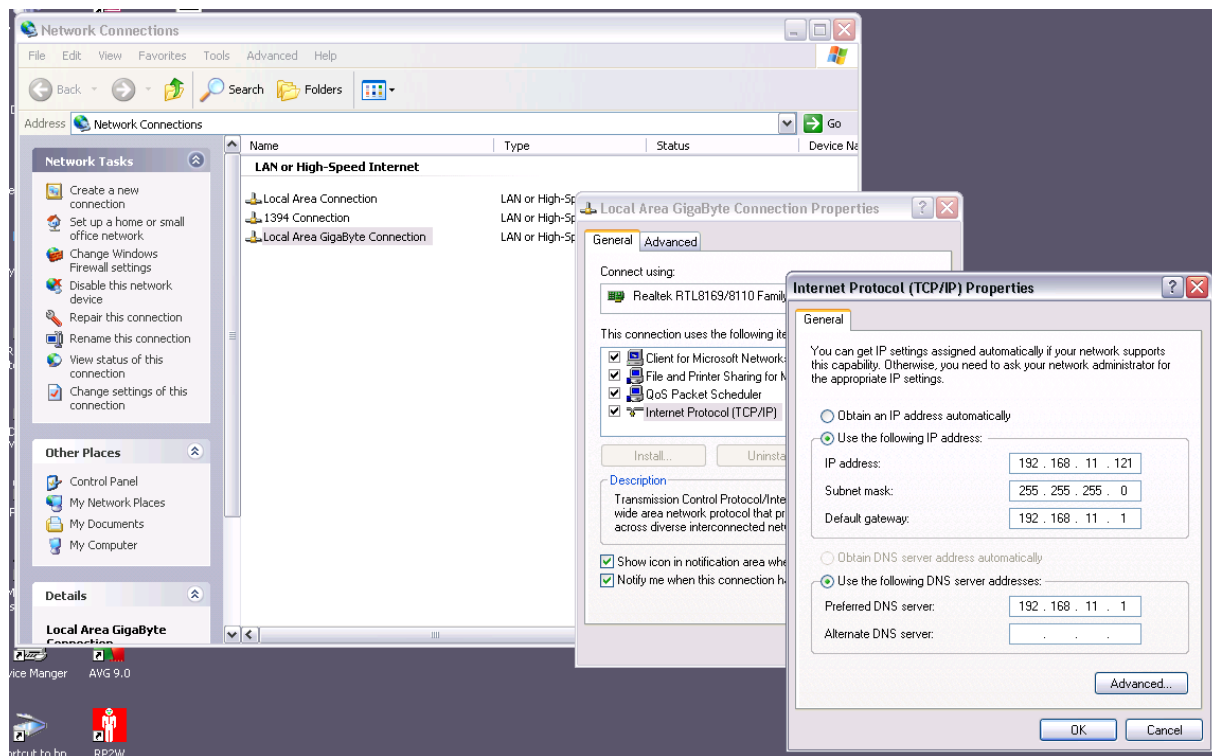 Network Connections
File Edit View Favorites Tools Advanced Help
Back Search Folders
Address Network Connections Go
Network Tasks
Create a new
connection
Set up a home or small
office network
Change Windows
Firewall settings
Disable this network
device
Repair this connection
Rename this connection
View status of this
connection
Change settings of this
connection
Other Places
Control Panel
My Network Places
My Documents
My Computer
Details
Local Area GigaByte
Name Type Status Device Na
LAN or High-Speed Internet
Local Area Connection LAN or High-Sp
1394 Connection LAN or High-Sp
Local Area GigaByte Connection LAN or High-Sp
Local Area GigaByte Connection Properties
General Advanced
Connect using:
Realtek RTL8169/8110 Family
This connection uses the following ite
Client for Microsoft Networks
File and Printer Sharing for M
QoS Packet Scheduler
Internet Protocol (TCP/IP)
Install... Uninsta
Description
Transmission Control Protocol/Inte
wide area network protocol that pr
across diverse interconnected net
Show icon in notification area whe
Notify me when this connection h
Internet Protocol (TCP/IP) Properties
General
You can get IP settings assigned automatically if your network supports
this capability. Otherwise, you need to ask your network administrator for
the appropriate IP settings.
Obtain an IP address automatically
Use the following IP address:
IP address: 192 . 168 . 11 . 121
Subnet mask: 255 . 255 . 255 . 0
Default gateway: 192 . 168 . 11 . 1
Obtain DNS server address automatically
Use the following DNS server addresses:
Preferred DNS server: 192 . 168 . 11 . 1
Alternate DNS server: . . .
Advanced...
OK Cancel
vice Manger AVG 9.0
ortcut to hp RP2W